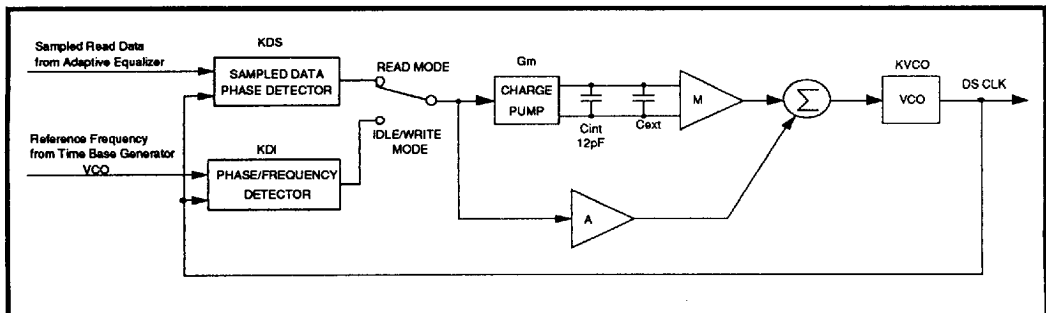 Sampled Read Data
from Adaptive Equalizer
KDS
SAMPLED DATA
PHASE DETECTOR
READ MODE
IDLE/WRITE
MODE
Reference Frequency
from Time Base Generator
VCO
KDI
PHASE/FREQUENCY
DETECTOR
Gm
CHARGE
PUMP
Cint
12pF
Cext
M
A
Σ
KVCO
VCO
DS CLK